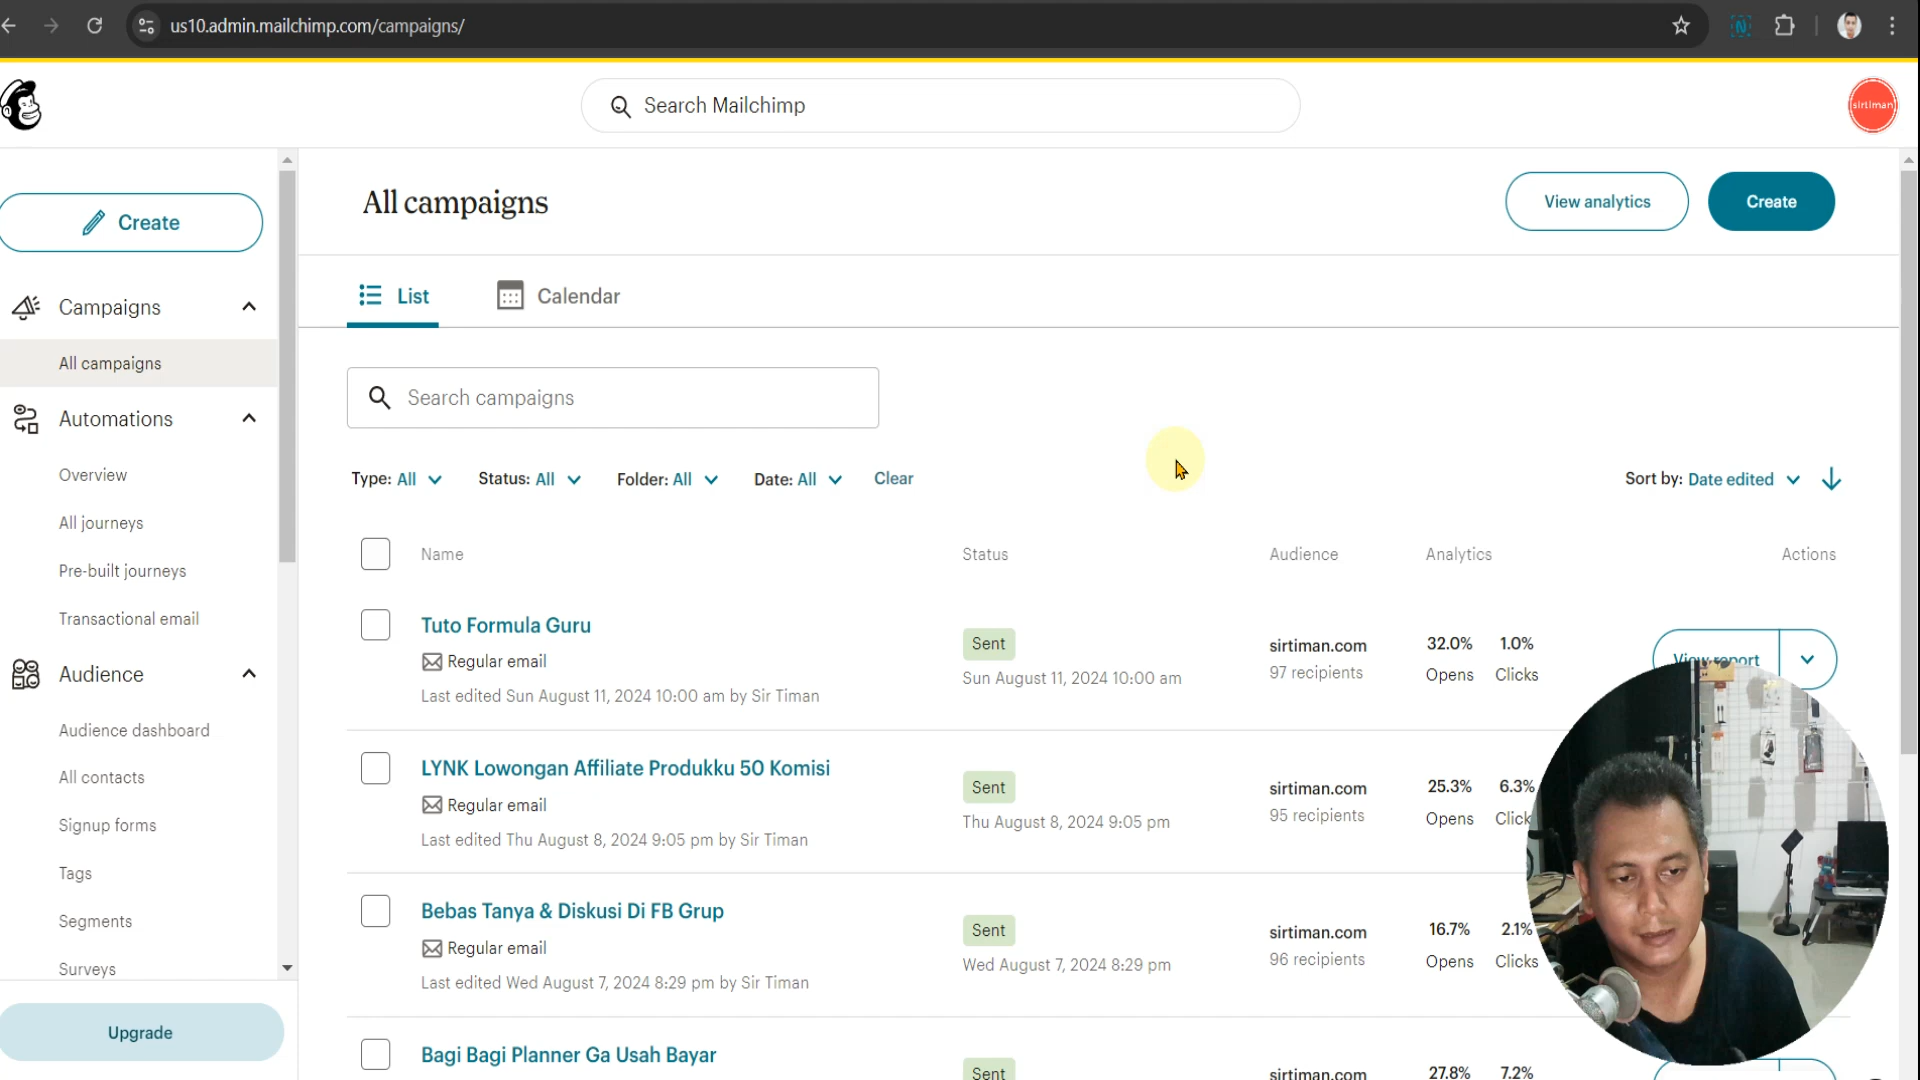 us10.admin.mailchimp.com/campaigns/
Search Mailchimp
sirtiman
Create
Campaigns
All campaigns
Automations
Overview
All journeys
Pre-built journeys
Transactional email
Audience
Audience dashboard
All contacts
Signup forms
Tags
Segments
Surveys
Upgrade
All campaigns
View analytics
Create
List
Calendar
Search campaigns
Type: All
Status: All
Folder: All
Date: All
Clear
Sort by: Date edited
Name
Status
Audience
Analytics
Actions
Tuto Formula Guru
Regular email
Last edited Sun August 11, 2024 10:00 am by Sir Timan
Sent
Sun August 11, 2024 10:00 am
sirtiman.com
97 recipients
32.0% 1.0%
Opens Clicks
View report
LYNK Lowongan Affiliate Produkku 50 Komisi
Regular email
Last edited Thu August 8, 2024 9:05 pm by Sir Timan
Sent
Thu August 8, 2024 9:05 pm
sirtiman.com
95 recipients
25.3% 6.3%
Opens Click
Bebas Tanya & Diskusi Di FB Grup
Regular email
Last edited Wed August 7, 2024 8:29 pm by Sir Timan
Sent
Wed August 7, 2024 8:29 pm
sirtiman.com
96 recipients
16.7% 2.1%
Opens Clicks
Bagi Bagi Planner Ga Usah Bayar
Sent
sirtiman.com
27.8% 7.2%